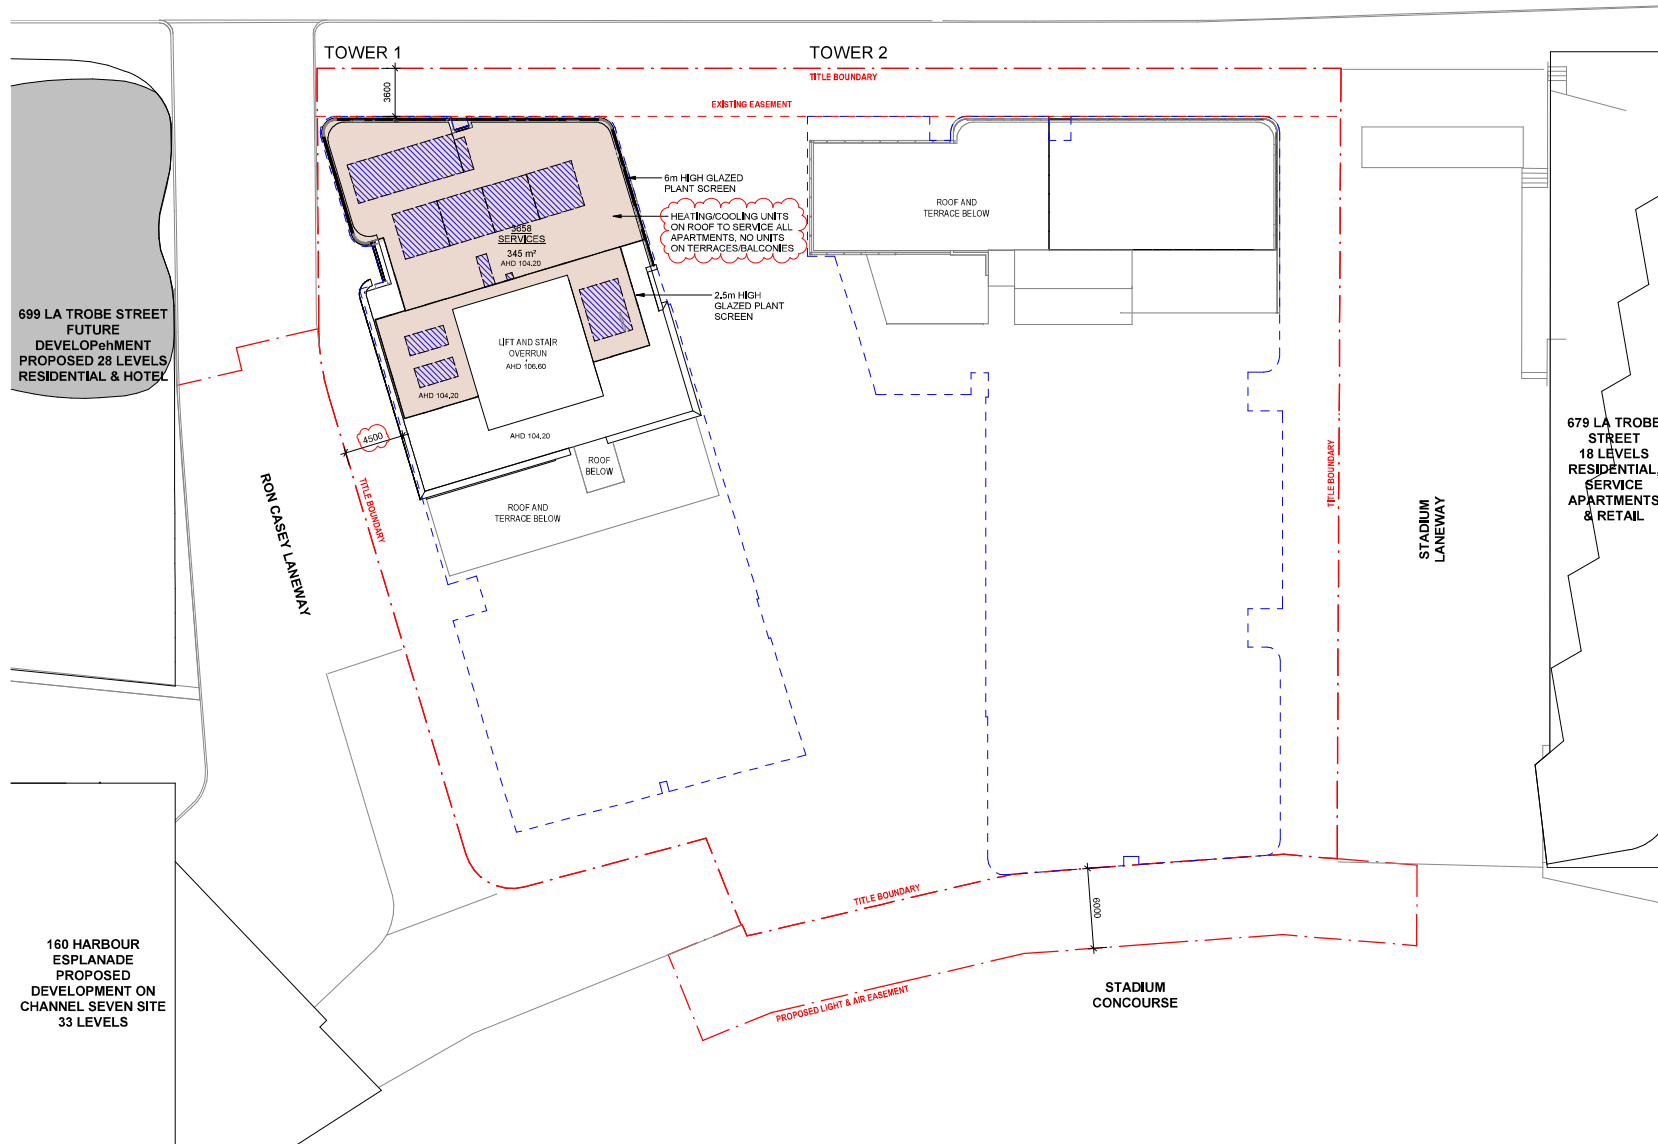 TOWER 1
TOWER 2
TITLE BOUNDARY
3600
EXISTING EASEMENT
6m HIGH GLAZED
PLANT SCREEN
HEATING/COOLING UNITS
ON ROOF TO SERVICE ALL
APARTMENTS, NO UNITS
ON TERRACES/BALCONIES
3658
SERVICES
345 m²
AHD 104.20
ROOF AND
TERRACE BELOW
2.5m HIGH
GLAZED PLANT
SCREEN
699 LA TROBE STREET
FUTURE
DEVELOPehMENT
PROPOSED 28 LEVELS
RESIDENTIAL & HOTEL
LIFT AND STAIR
OVERRUN
AHD 106.60
AHD 104.20
4500
AHD 104.20
ROOF
BELOW
ROOF AND
TERRACE BELOW
TITLE BOUNDARY
RON CASEY LANEWAY
TITLE BOUNDARY
STADIUM
LANEWAY
679 LA TROBE
STREET
18 LEVELS
RESIDENTIAL,
SERVICE
APARTMENTS
& RETAIL
TITLE BOUNDARY
6000
160 HARBOUR
ESPLANADE
PROPOSED
DEVELOPMENT ON
CHANNEL SEVEN SITE
33 LEVELS
PROPOSED LIGHT & AIR EASEMENT
STADIUM
CONCOURSE